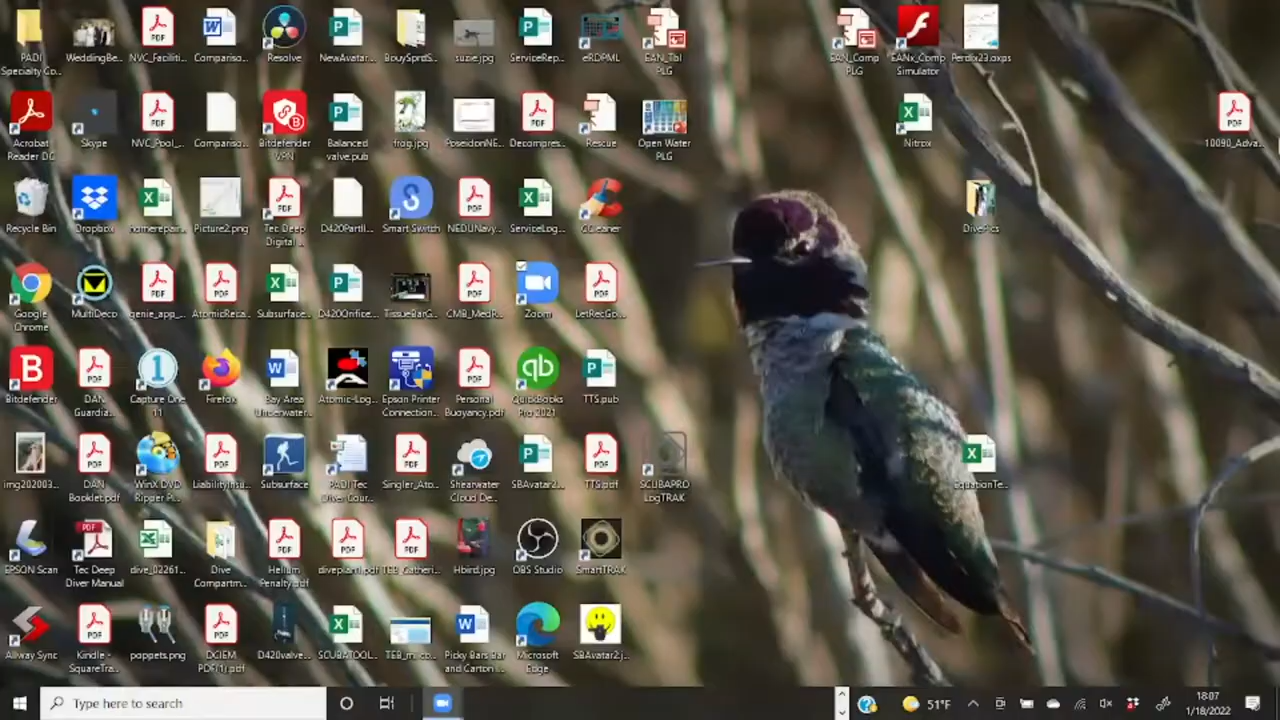 PADI
Specialty Co...
WeddingBe...
NVC_Faciliti...
Compariso...
Resolve
NewAvatar...
BouySprdS...
suzie.jpg
ServiceRep...
eRDPML
EAN_Tbl
PLG
EAN_Comp
PLG
EANx_Comp
Simulator
Perdix23.oxps
Acrobat
Reader DC
Skype
NVC_Pool_...
Compariso...
Bitdefender
VPN
Balanced
valve.pub
frog.jpg
PoseidonNE...
Decompres...
Rescue
Open Water
PLG
Nitrox
10090_Adva...
Recycle Bin
Dropbox
homerepair...
Picture2.png
Tec Deep
Digital ...
D420PartII...
Smart Switch
NEDUNavy...
ServiceLog...
CCleaner
DivePics
Google
Chrome
MultiDeco
genie_app_...
AtomicReca...
Subsurface...
D420Orifice...
TissueBarG...
CMB_MedR...
Zoom
LetRecGo...
Bitdefender
DAN
Guardia...
Capture One
11
Firefox
Bay Area
Underwater...
Atomic-Log...
Epson Printer
Connection...
Personal
Buoyancy.pdf
QuickBooks
Pro 2021
TTS.pub
img202003...
DAN
Booklet.pdf
WinX DVD
Ripper Pl...
LiabilityInsu...
Subsurface
PADI Tec
Diver Cour...
Singler_Ato...
Shearwater
Cloud De...
SBAvatar2...
TTS.pdf
SCUBAPRO
LogTRAK
EquationTe...
EPSON Scan
Tec Deep
Diver Manual
dive_02261...
Dive
Compartm...
Helium
Penalty.pdf
diveplan1.pdf
TEB_Gatheri...
Hbird.jpg
OBS Studio
SmartTRAK
Allway Sync
Kindle -
SquareTra...
poppets.png
DCIEM
PDF(1).pdf
D420valve...
SCUBATOOL...
TEB_m...co...
Picky Bars Bar
and Carton ...
Microsoft
Edge
SBAvatar2.j...
Type here to search
51°F
18:07
1/18/2022